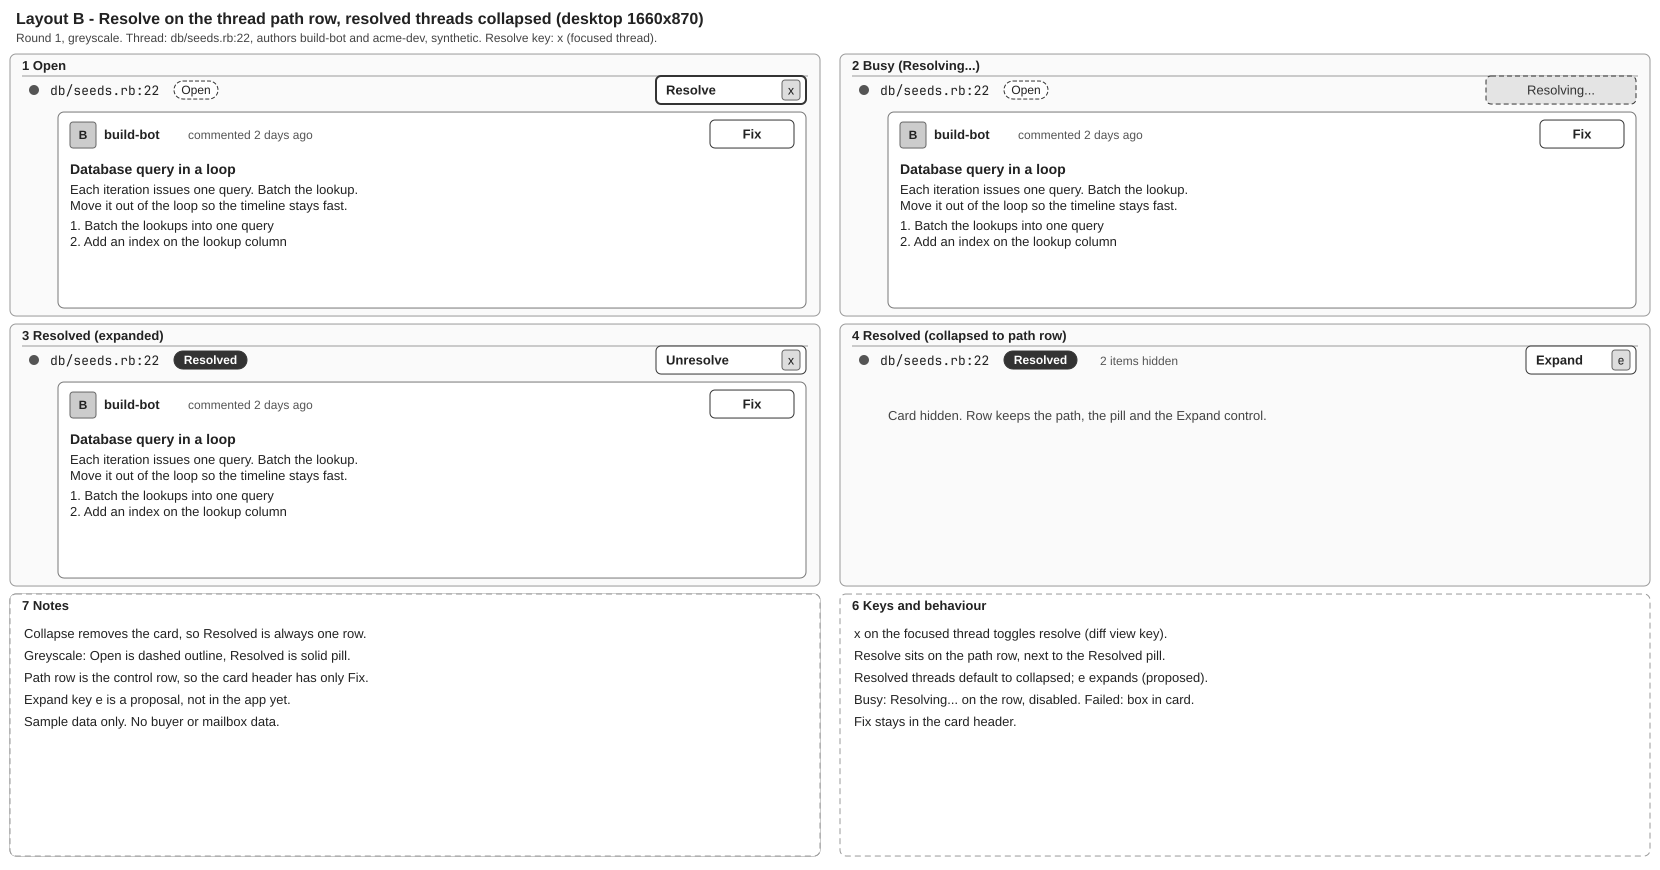 Layout B - Resolve on the thread path row, resolved threads collapsed (desktop 1660x870)
Round 1, greyscale. Thread: db/seeds.rb:22, authors build-bot and acme-dev, synthetic. Resolve key: x (focused thread).
1 Open
db/seeds.rb:22 Open Resolve x
B build-bot commented 2 days ago Fix
Database query in a loop
Each iteration issues one query. Batch the lookup.
Move it out of the loop so the timeline stays fast.
1. Batch the lookups into one query
2. Add an index on the lookup column
2 Busy (Resolving...)
db/seeds.rb:22 Open Resolving...
B build-bot commented 2 days ago Fix
Database query in a loop
Each iteration issues one query. Batch the lookup.
Move it out of the loop so the timeline stays fast.
1. Batch the lookups into one query
2. Add an index on the lookup column
3 Resolved (expanded)
db/seeds.rb:22 Resolved Unresolve x
B build-bot commented 2 days ago Fix
Database query in a loop
Each iteration issues one query. Batch the lookup.
Move it out of the loop so the timeline stays fast.
1. Batch the lookups into one query
2. Add an index on the lookup column
4 Resolved (collapsed to path row)
db/seeds.rb:22 Resolved 2 items hidden Expand e
Card hidden. Row keeps the path, the pill and the Expand control.
7 Notes
Collapse removes the card, so Resolved is always one row.
Greyscale: Open is dashed outline, Resolved is solid pill.
Path row is the control row, so the card header has only Fix.
Expand key e is a proposal, not in the app yet.
Sample data only. No buyer or mailbox data.
6 Keys and behaviour
x on the focused thread toggles resolve (diff view key).
Resolve sits on the path row, next to the Resolved pill.
Resolved threads default to collapsed; e expands (proposed).
Busy: Resolving... on the row, disabled. Failed: box in card.
Fix stays in the card header.